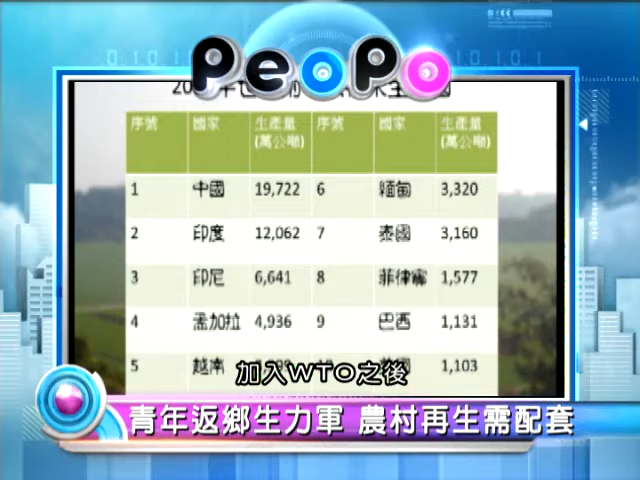 PeoPo
序號 國家 生產量(萬公噸) 序號 國家 生產量(萬公噸)
1 中國 19,722 6 緬甸 3,320
2 印度 12,062 7 泰國 3,160
3 印尼 6,641 8 菲律賓 1,577
4 孟加拉 4,936 9 巴西 1,131
5 越南 1,103
加入WTO之後
青年返鄉生力軍 農村再生需配套